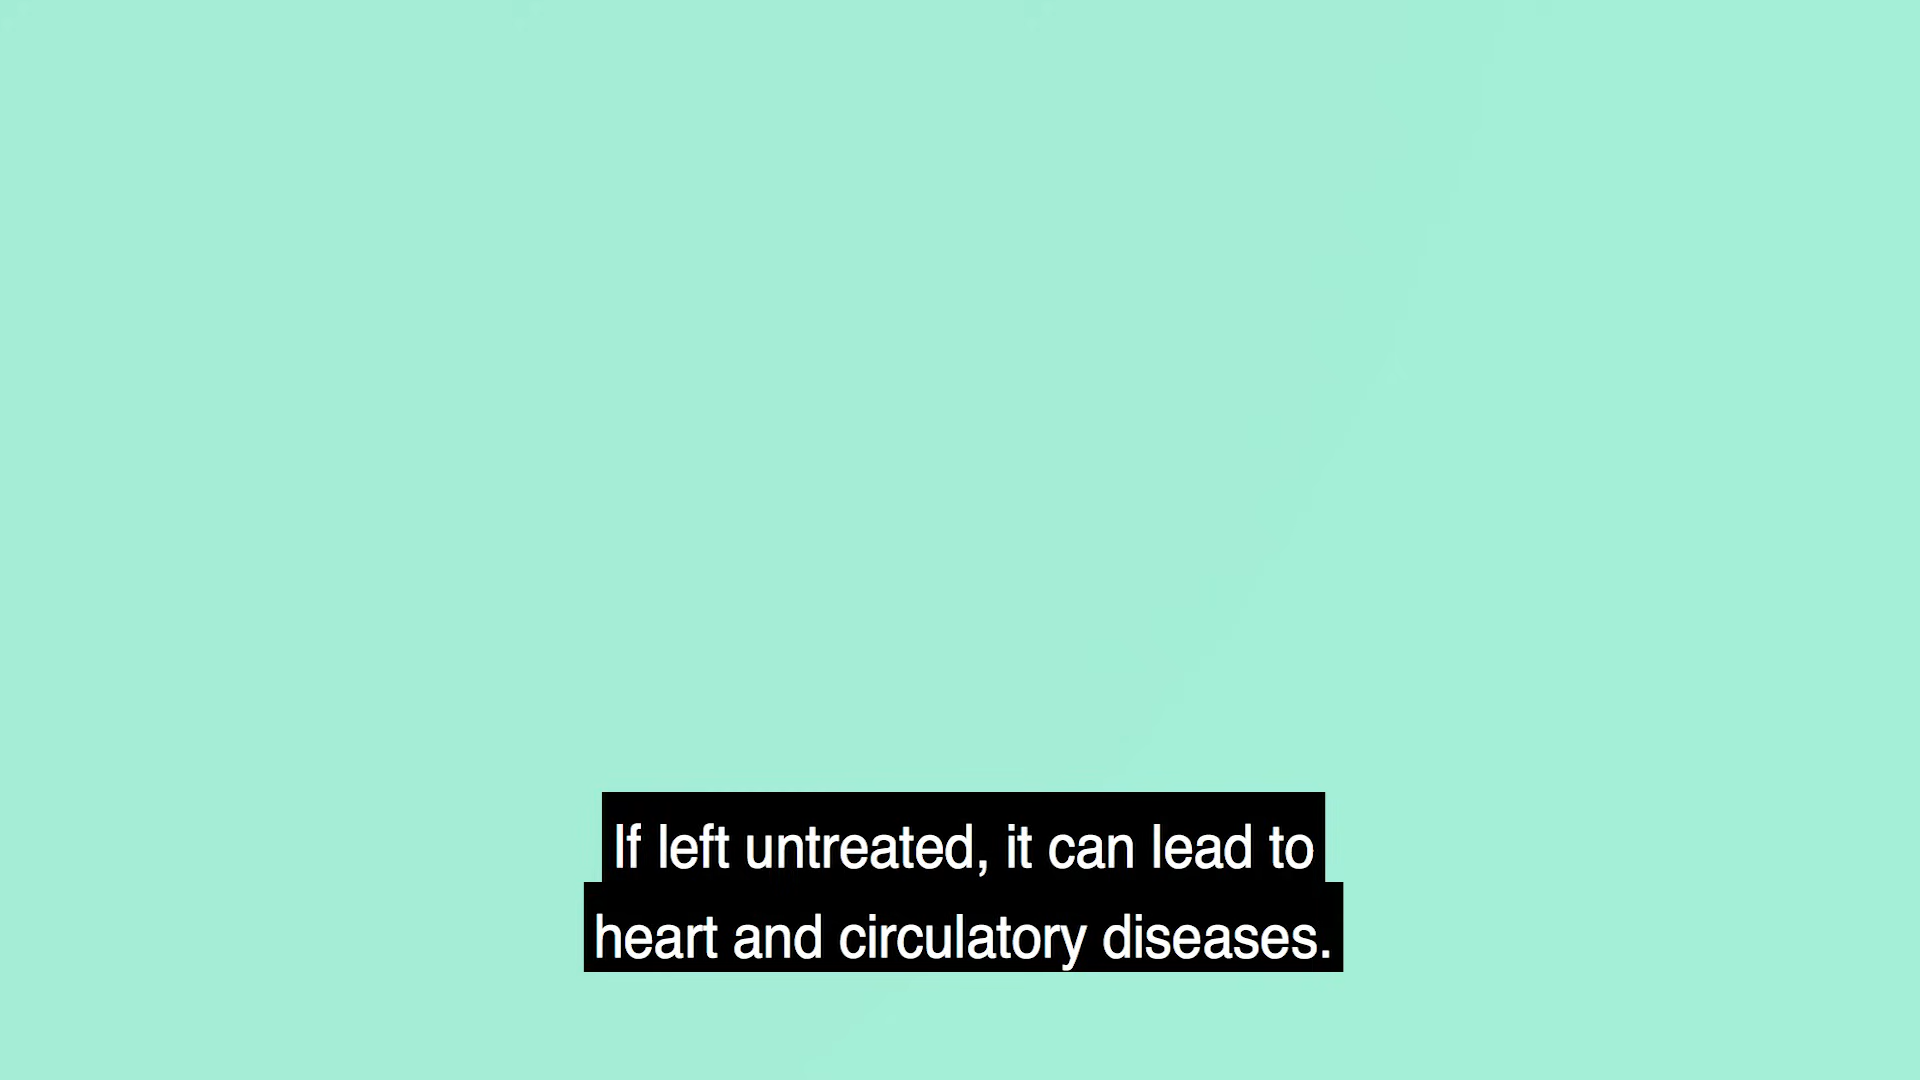 If left untreated, it can lead to
heart and circulatory diseases.